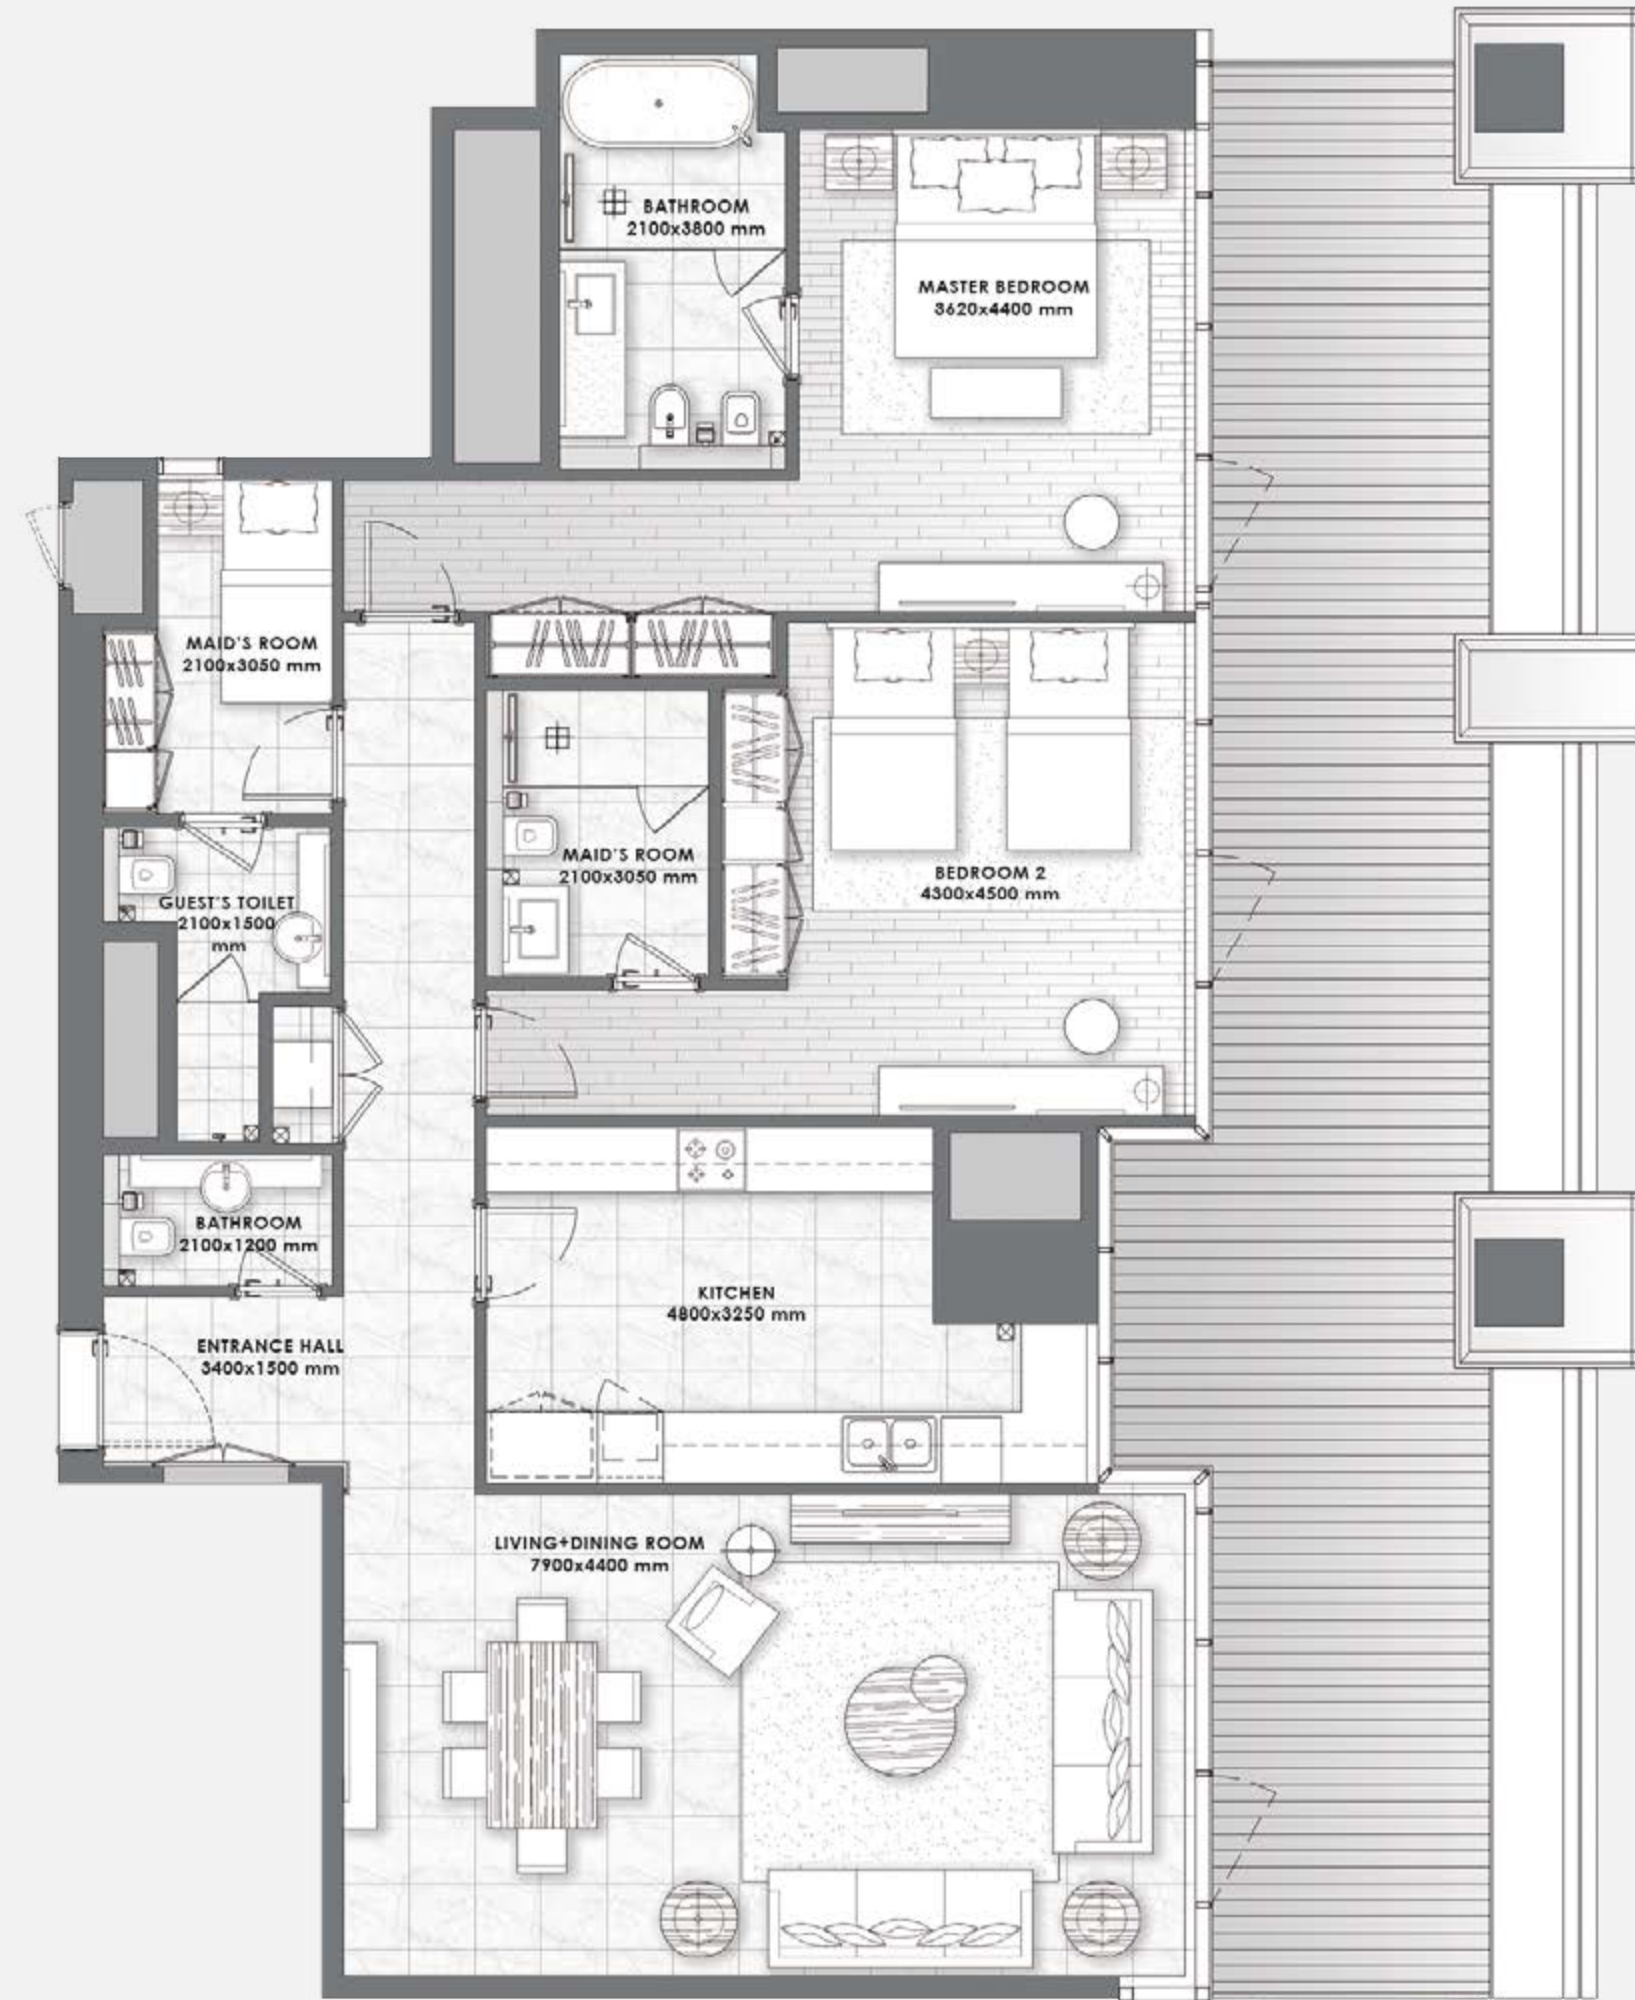 BATHROOM
2100x3800 mm
MASTER BEDROOM
3620x4400 mm
MAID'S ROOM
2100x3050 mm
MAID'S ROOM
2100x3050 mm
BEDROOM 2
4300x4500 mm
GUEST'S TOILET
2100x1500
mm
BATHROOM
2100x1200 mm
KITCHEN
4800x3250 mm
ENTRANCE HALL
3400x1500 mm
LIVING+DINING ROOM
7900x4400 mm